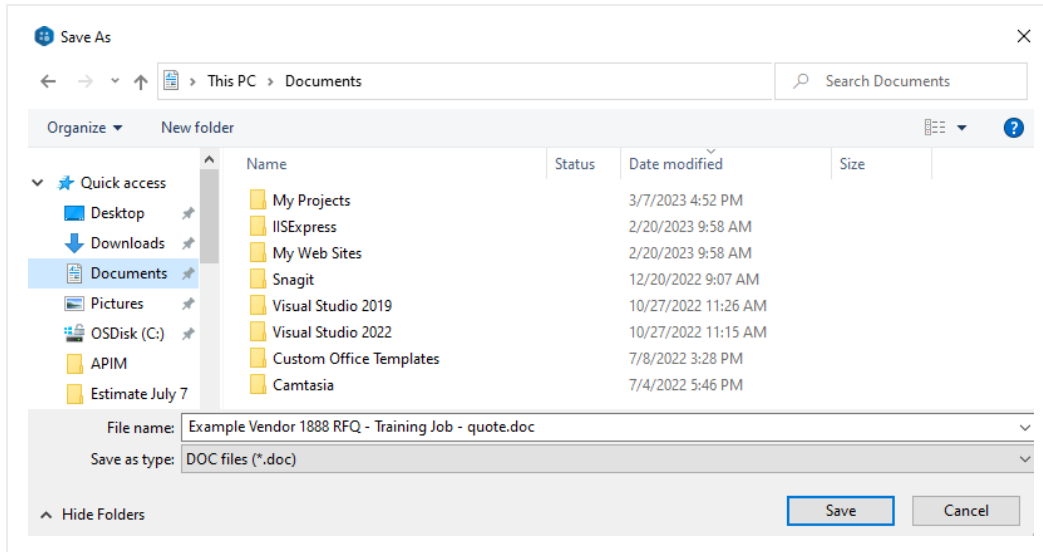 Save As
This PC > Documents
Search Documents
Organize New folder
Name Status Date modified Size
Quick access
Desktop
Downloads
Documents
Pictures
OSDisk (C:)
APIM
Estimate July 7
My Projects 3/7/2023 4:52 PM
IISExpress 2/20/2023 9:58 AM
My Web Sites 2/20/2023 9:58 AM
Snagit 12/20/2022 9:07 AM
Visual Studio 2019 10/27/2022 11:26 AM
Visual Studio 2022 10/27/2022 11:15 AM
Custom Office Templates 7/8/2022 3:28 PM
Camtasia 7/4/2022 5:46 PM
File name: Example Vendor 1888 RFQ - Training Job - quote.doc
Save as type: DOC files (*.doc)
Hide Folders
Save Cancel